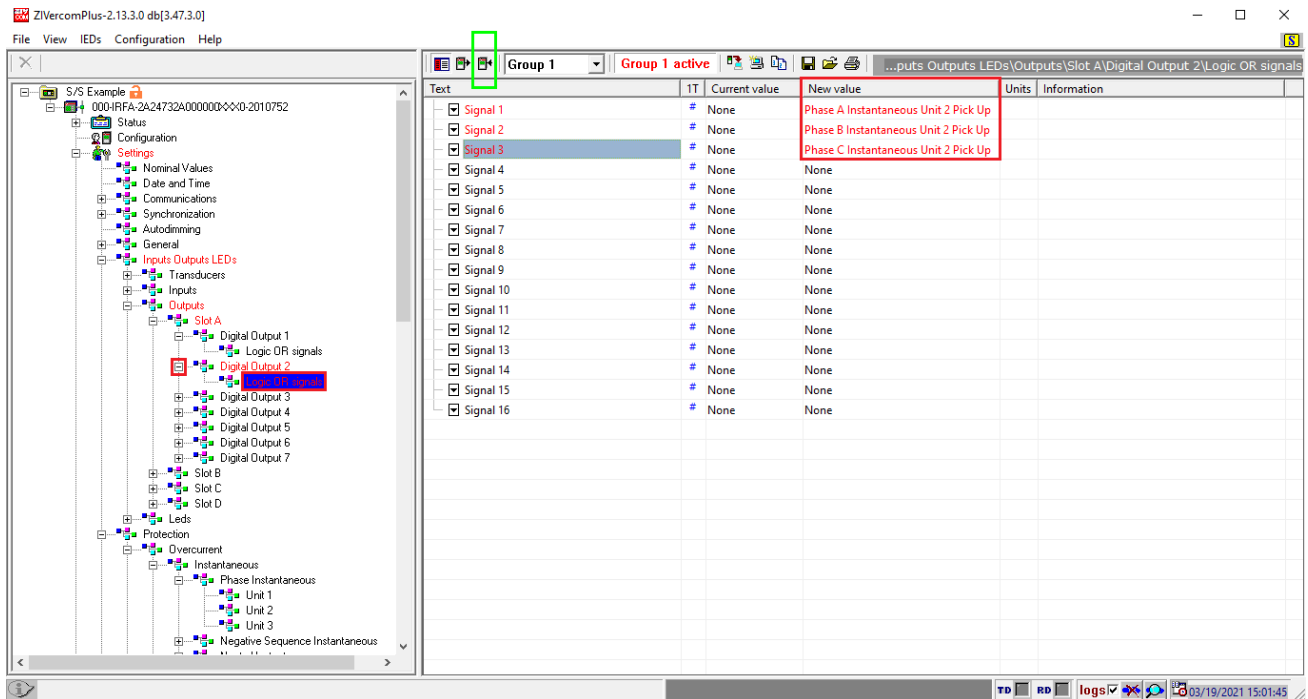 ZIVercomPlus-2.13.3.0 db[3.47.3.0]
File View IEDs Configuration Help
S
Group 1
Group 1 active
...puts Outputs LEDs\Outputs\Slot A\Digital Output 2\Logic OR signals
S/S Example
000-IRFA-2A24732A000000XXX0-2010752
Status
Configuration
Settings
Nominal Values
Date and Time
Communications
Synchronization
Autodimming
General
Inputs Outputs LEDs
Transducers
Inputs
Outputs
Slot A
Digital Output 1
Logic OR signals
Digital Output 2
Logic OR signals
Digital Output 3
Digital Output 4
Digital Output 5
Digital Output 6
Digital Output 7
Slot B
Slot C
Slot D
Leds
Protection
Overcurrent
Instantaneous
Phase Instantaneous
Unit 1
Unit 2
Unit 3
Negative Sequence Instantaneous
Text 1T Current value New value Units Information
Signal 1 # None Phase A Instantaneous Unit 2 Pick Up
Signal 2 # None Phase B Instantaneous Unit 2 Pick Up
Signal 3 # None Phase C Instantaneous Unit 2 Pick Up
Signal 4 # None None
Signal 5 # None None
Signal 6 # None None
Signal 7 # None None
Signal 8 # None None
Signal 9 # None None
Signal 10 # None None
Signal 11 # None None
Signal 12 # None None
Signal 13 # None None
Signal 14 # None None
Signal 15 # None None
Signal 16 # None None
TD RD logs 03/19/2021 15:01:45